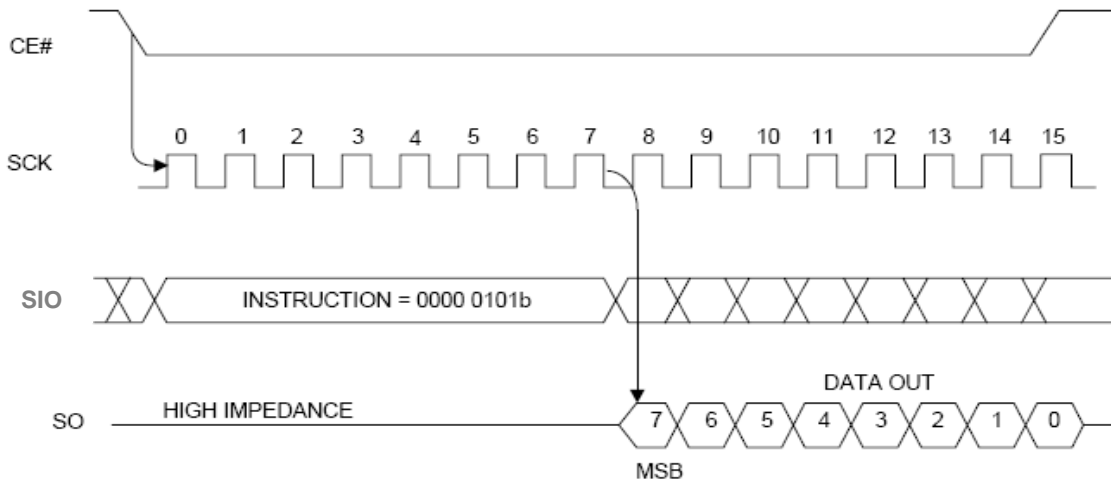 CE#
0 1 2 3 4 5 6 7 8 9 10 11 12 13 14 15
SCK
SIO
INSTRUCTION = 0000 0101b
DATA OUT
HIGH IMPEDANCE
SO
7 6 5 4 3 2 1 0
MSB